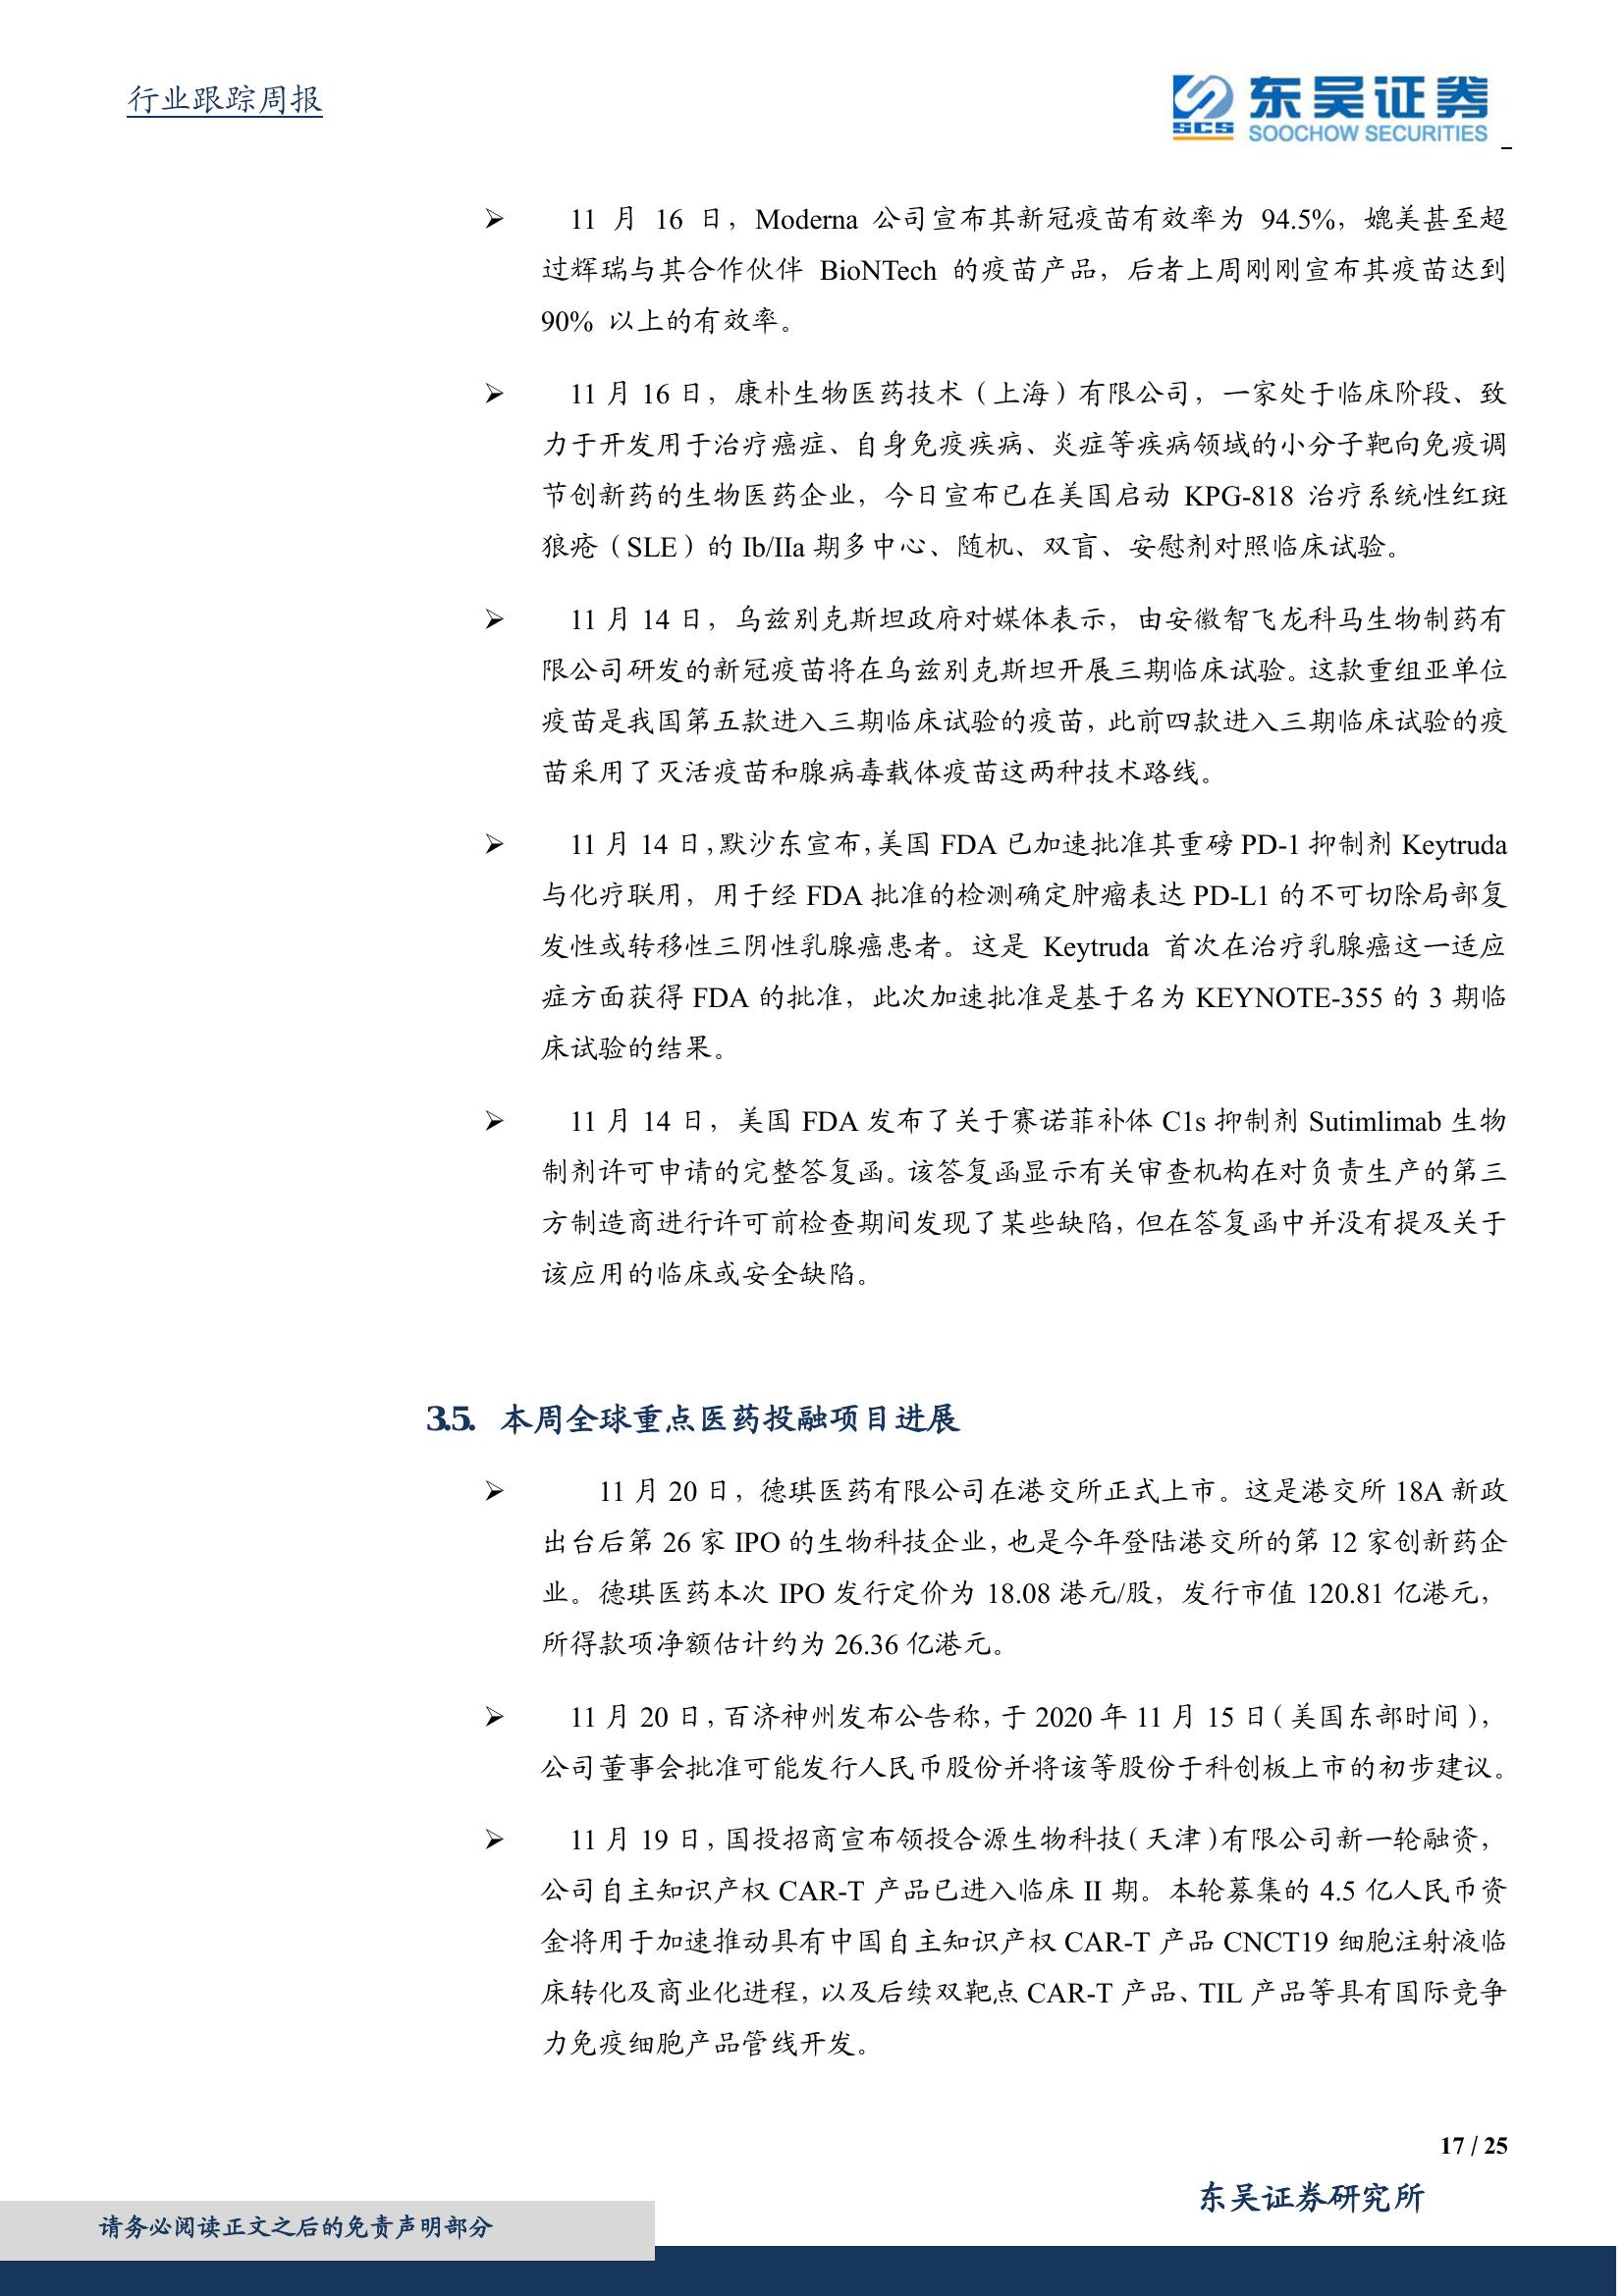 行业跟踪周报
SCS 东吴证券
SOOCHOW SECURITIES
➢ 11 月 16 日，Moderna 公司宣布其新冠疫苗有效率为 94.5%，媲美甚至超
过辉瑞与其合作伙伴 BioNTech 的疫苗产品，后者上周刚刚宣布其疫苗达到
90% 以上的有效率。
➢ 11 月 16 日，康朴生物医药技术（上海）有限公司，一家处于临床阶段、致
力于开发用于治疗癌症、自身免疫疾病、炎症等疾病领域的小分子靶向免疫调
节创新药的生物医药企业，今日宣布已在美国启动 KPG-818 治疗系统性红斑
狼疮（SLE）的 Ib/IIa 期多中心、随机、双盲、安慰剂对照临床试验。
➢ 11 月 14 日，乌兹别克斯坦政府对媒体表示，由安徽智飞龙科马生物制药有
限公司研发的新冠疫苗将在乌兹别克斯坦开展三期临床试验。这款重组亚单位
疫苗是我国第五款进入三期临床试验的疫苗，此前四款进入三期临床试验的疫
苗采用了灭活疫苗和腺病毒载体疫苗这两种技术路线。
➢ 11 月 14 日，默沙东宣布，美国 FDA 已加速批准其重磅 PD-1 抑制剂 Keytruda
与化疗联用，用于经 FDA 批准的检测确定肿瘤表达 PD-L1 的不可切除局部复
发性或转移性三阴性乳腺癌患者。这是 Keytruda 首次在治疗乳腺癌这一适应
症方面获得 FDA 的批准，此次加速批准是基于名为 KEYNOTE-355 的 3 期临
床试验的结果。
➢ 11 月 14 日，美国 FDA 发布了关于赛诺菲补体 C1s 抑制剂 Sutimlimab 生物
制剂许可申请的完整答复函。该答复函显示有关审查机构在对负责生产的第三
方制造商进行许可前检查期间发现了某些缺陷，但在答复函中并没有提及关于
该应用的临床或安全缺陷。
3.5. 本周全球重点医药投融项目进展
➢ 11 月 20 日，德琪医药有限公司在港交所正式上市。这是港交所 18A 新政
出台后第 26 家 IPO 的生物科技企业，也是今年登陆港交所的第 12 家创新药企
业。德琪医药本次 IPO 发行定价为 18.08 港元/股，发行市值 120.81 亿港元，
所得款项净额估计约为 26.36 亿港元。
➢ 11 月 20 日，百济神州发布公告称，于 2020 年 11 月 15 日（美国东部时间），
公司董事会批准可能发行人民币股份并将该等股份于科创板上市的初步建议。
➢ 11 月 19 日，国投招商宣布领投合源生物科技（天津）有限公司新一轮融资，
公司自主知识产权 CAR-T 产品已进入临床 II 期。本轮募集的 4.5 亿人民币资
金将用于加速推动具有中国自主知识产权 CAR-T 产品 CNCT19 细胞注射液临
床转化及商业化进程，以及后续双靶点 CAR-T 产品、TIL 产品等具有国际竞争
力免疫细胞产品管线开发。
17 / 25
东吴证券研究所
请务必阅读正文之后的免责声明部分